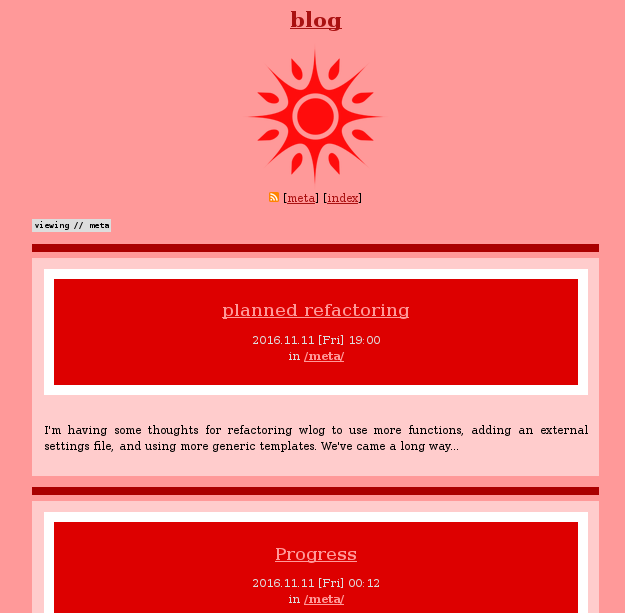 blog
[meta] [index]
viewing // meta
planned refactoring
2016.11.11 [Fri] 19:00
in /meta/
I'm having some thoughts for refactoring wlog to use more functions, adding an external
settings file, and using more generic templates. We've came a long way...
Progress
2016.11.11 [Fri] 00:12
in /meta/